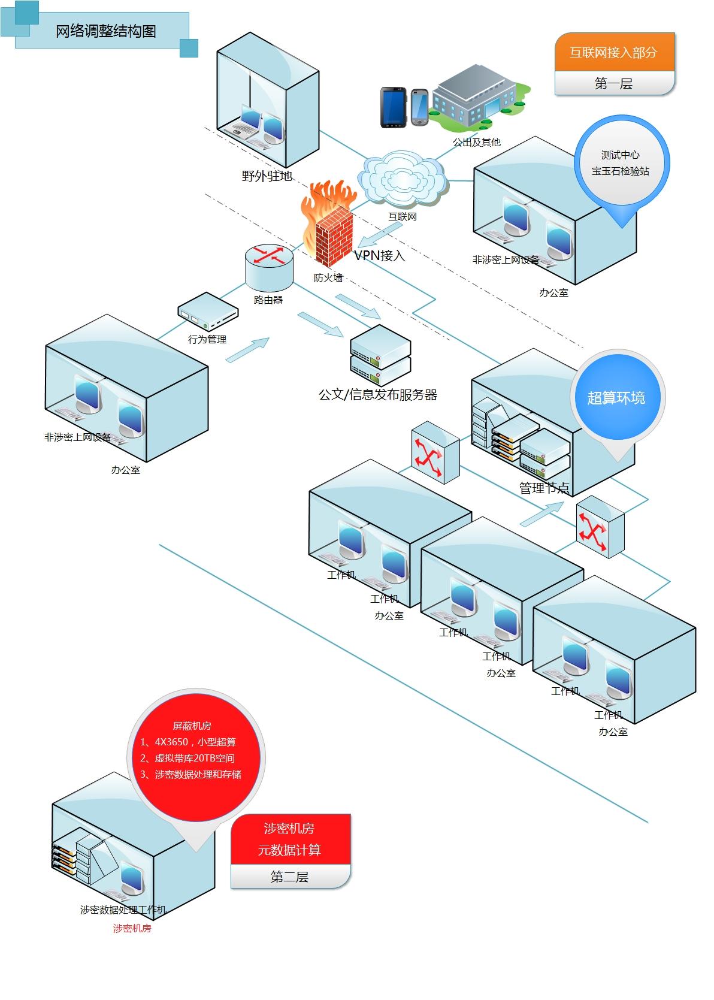 网络调整结构图
互联网接入部分
第一层
测试中心
宝玉石检验站
公出及其他
野外驻地
互联网
VPN接入
非涉密上网设备
办公室
防火墙
路由器
行为管理
公文/信息发布服务器
超算环境
非涉密上网设备
办公室
管理节点
工作机
工作机
办公室
工作机
工作机
办公室
工作机
工作机
办公室
屏蔽机房
1、4X3650，小型超算
2、虚拟带库20TB空间
3、涉密数据处理和存储
涉密机房
元数据计算
第二层
涉密数据处理工作机
涉密机房